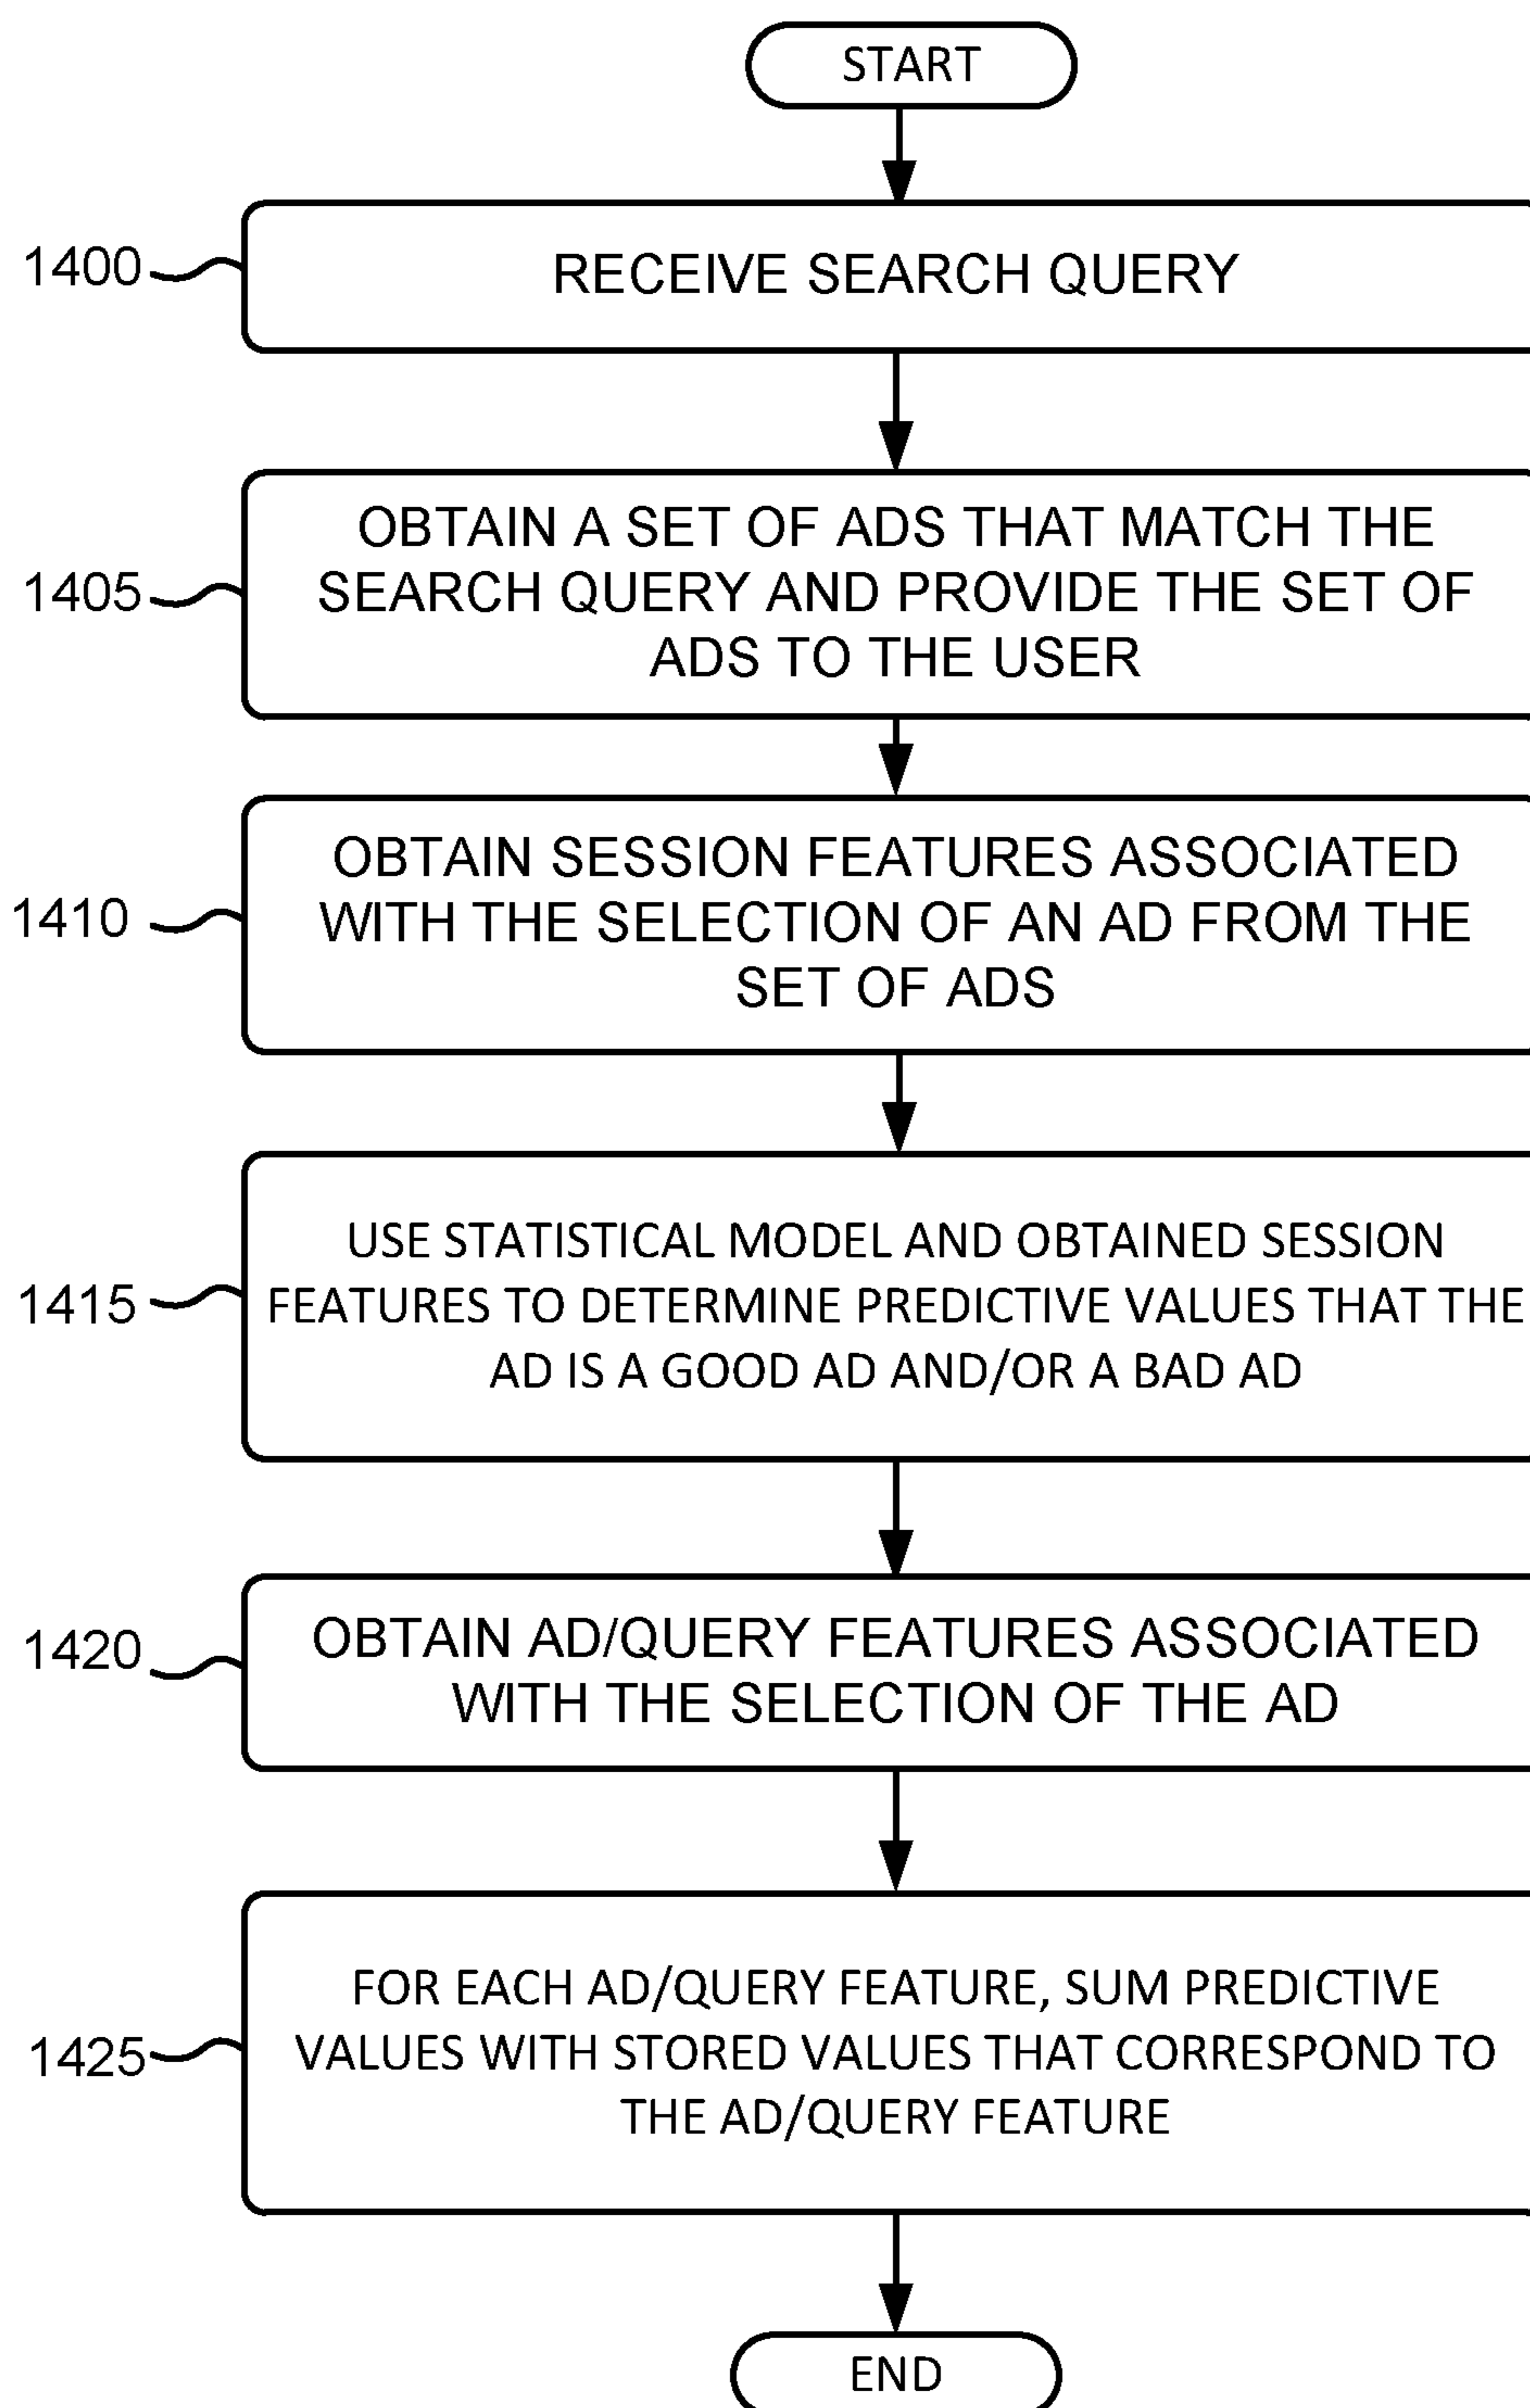 START
1400
RECEIVE SEARCH QUERY
1405
OBTAIN A SET OF ADS THAT MATCH THE
SEARCH QUERY AND PROVIDE THE SET OF
ADS TO THE USER
1410
OBTAIN SESSION FEATURES ASSOCIATED
WITH THE SELECTION OF AN AD FROM THE
SET OF ADS
1415
USE STATISTICAL MODEL AND OBTAINED SESSION
FEATURES TO DETERMINE PREDICTIVE VALUES THAT THE
AD IS A GOOD AD AND/OR A BAD AD
1420
OBTAIN AD/QUERY FEATURES ASSOCIATED
WITH THE SELECTION OF THE AD
1425
FOR EACH AD/QUERY FEATURE, SUM PREDICTIVE
VALUES WITH STORED VALUES THAT CORRESPOND TO
THE AD/QUERY FEATURE
END